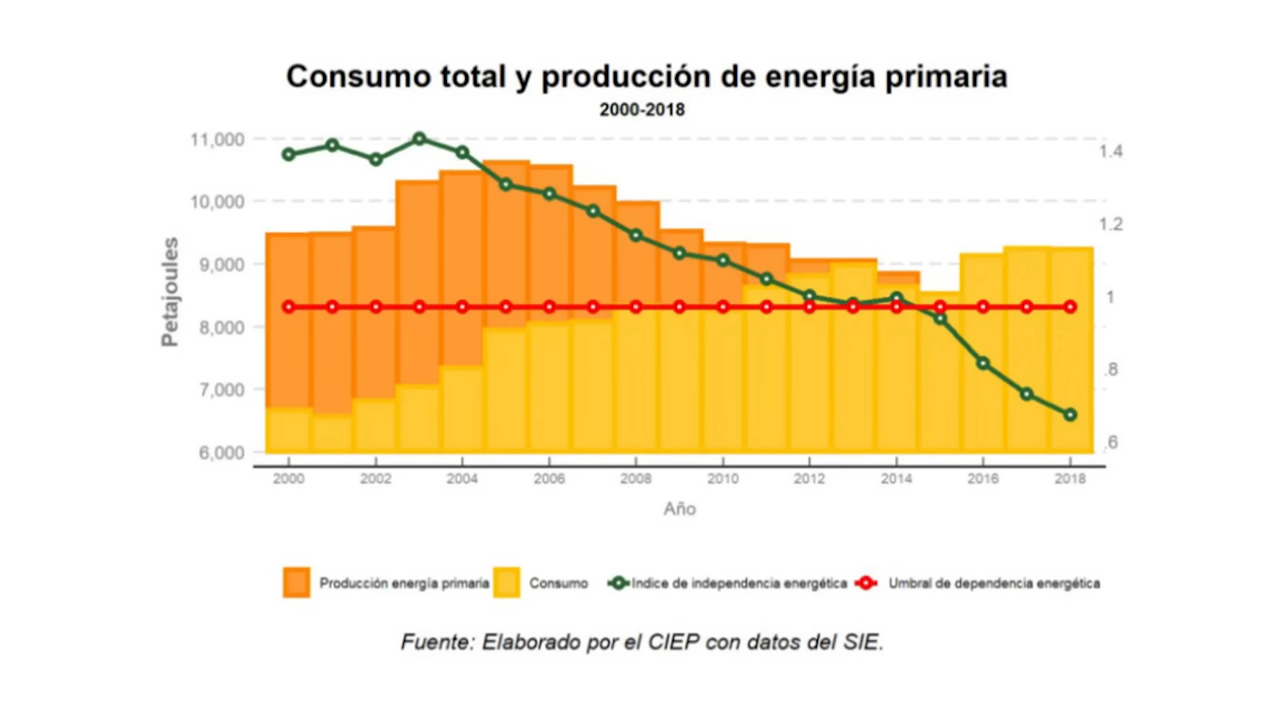 Consumo total y producción de energía primaria
2000-2018
11,000
10,000
9,000
8,000
7,000
6,000
Petajoules
1.4
1.2
1
.8
.6
2000 2002 2004 2006 2008 2010 2012 2014 2016 2018
Año
Producción energía primaria Consumo Indice de independencia energética Umbral de dependencia energética
Fuente: Elaborado por el CIEP con datos del SIE.